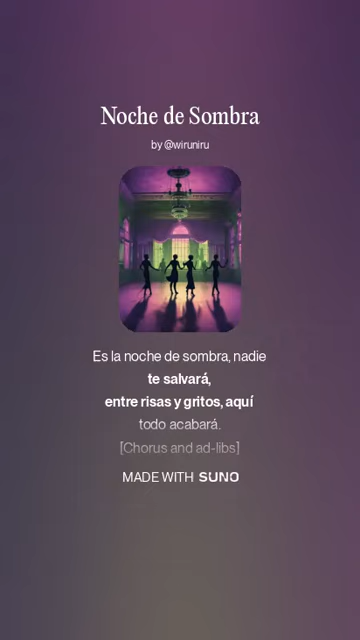 Noche de Sombra
by @wiruniru
Es la noche de sombra, nadie
te salvará,
entre risas y gritos, aquí
todo acabará.
[Chorus and ad-libs]
MADE WITH SUNO